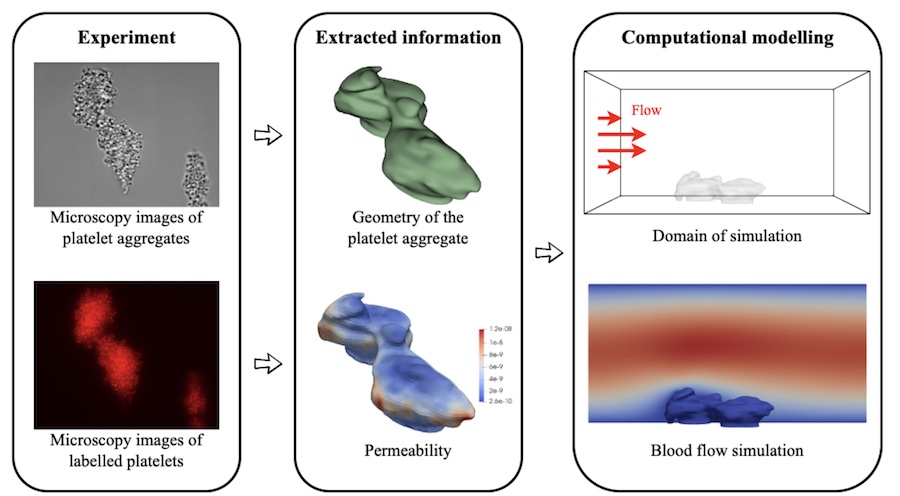 Experiment
Microscopy images of
platelet aggregates
Microscopy images of
labelled platelets
Extracted information
Geometry of the
platelet aggregate
1.2e-08
1e-8
8e-9
6e-9
4e-9
2e-9
2.6e-10
Permeability
Computational modelling
Flow
Domain of simulation
Blood flow simulation